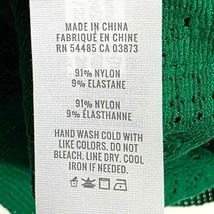 MADE IN CHINA
FABRIQUÉ EN CHINE
RN 54485 CA 03873
91% NYLON
9% ELASTANE
91% NYLON
9% ÉLASTHANNE
HAND WASH COLD WITH
LIKE COLORS. DO NOT
BLEACH. LINE DRY. COOL
IRON IF NEEDED.